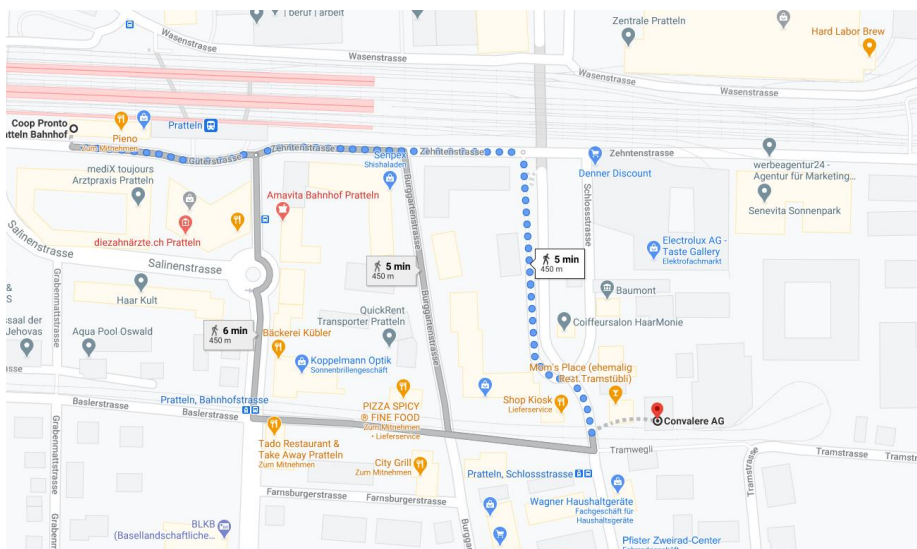 | beruf | arbeit
Wasenstrasse
Wasenstrasse
Zentrale Pratteln
Hard Labor Brew
Wasenstrasse
Wasenstrasse
Coop Pronto
Bahnhof
Pieno
Zum Mitnehmen
Pratteln
Güterstrasse
Zehntenstrasse
Senpex
Shishaladen
Zehntenstrasse
Zehntenstrasse
Denner Discount
mediX toujours
Arztpraxis Pratteln
Amavita Bahnhof Pratteln
werbeagentur24 -
Agentur für Marketing...
Senevita Sonnenpark
diezahnärzte.ch Pratteln
Salinenstrasse
Salinenstrasse
Schlossstrasse
Electrolux AG -
Taste Gallery
Elektrofachmarkt
5 min
450 m
5 min
450 m
Grabenmattstrasse
Haar Kult
Burggartenstrasse
Burggartenstrasse
Baumont
&
S
saal der
Jehovas
Aqua Pool Oswald
6 min
450 m
Bäckerei Kübler
QuickRent
Transporter Pratteln
Coiffeursalon HaarMonie
Koppelmann Optik
Sonnenbrillengeschäft
Mom's Place (ehemalig
Rest.Tramstübli)
Baslerstrasse
Pratteln, Bahnhofstrasse
Baslerstrasse
PIZZA SPICY
® FINE FOOD
Zum Mitnehmen
• Lieferservice
Shop Kiosk
Lieferservice
Convalere AG
Tado Restaurant &
Take Away Pratteln
Zum Mitnehmen
City Grill
Zum Mitnehmen
Tramwegli
Tramstrasse
Pratteln, Schlossstrasse
Grabenmattstrasse
Farnsburgerstrasse
Farnsburgerstrasse
Wagner Haushaltgeräte
Fachgeschäft für
Haushaltsgeräte
BLKB
(Basellandschaftliche...
Pfister Zweirad-Center